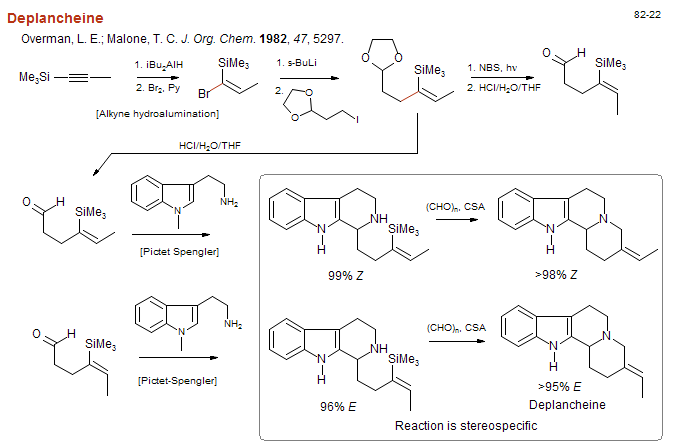 Deplancheine
82-22
Overman, L. E.; Malone, T. C. J. Org. Chem. 1982, 47, 5297.
Me₃Si
1. iBu₂AlH
2. Br₂, Py
[Alkyne hydroalumination]
SiMe₃
Br
1. s-BuLi
2.
O
O
I
O
O
SiMe₃
1. NBS, hν
2. HCl/H₂O/THF
O
H
SiMe₃
HCl/H₂O/THF
O
H
SiMe₃
N
NH₂
[Pictet Spengler]
N
H
NH
SiMe₃
99% Z
(CHO)ₙ, CSA
N
H
N
>98% Z
O
H
SiMe₃
N
NH₂
[Pictet-Spengler]
N
H
NH
SiMe₃
96% E
(CHO)ₙ, CSA
N
H
N
>95% E
Deplancheine
Reaction is stereospecific